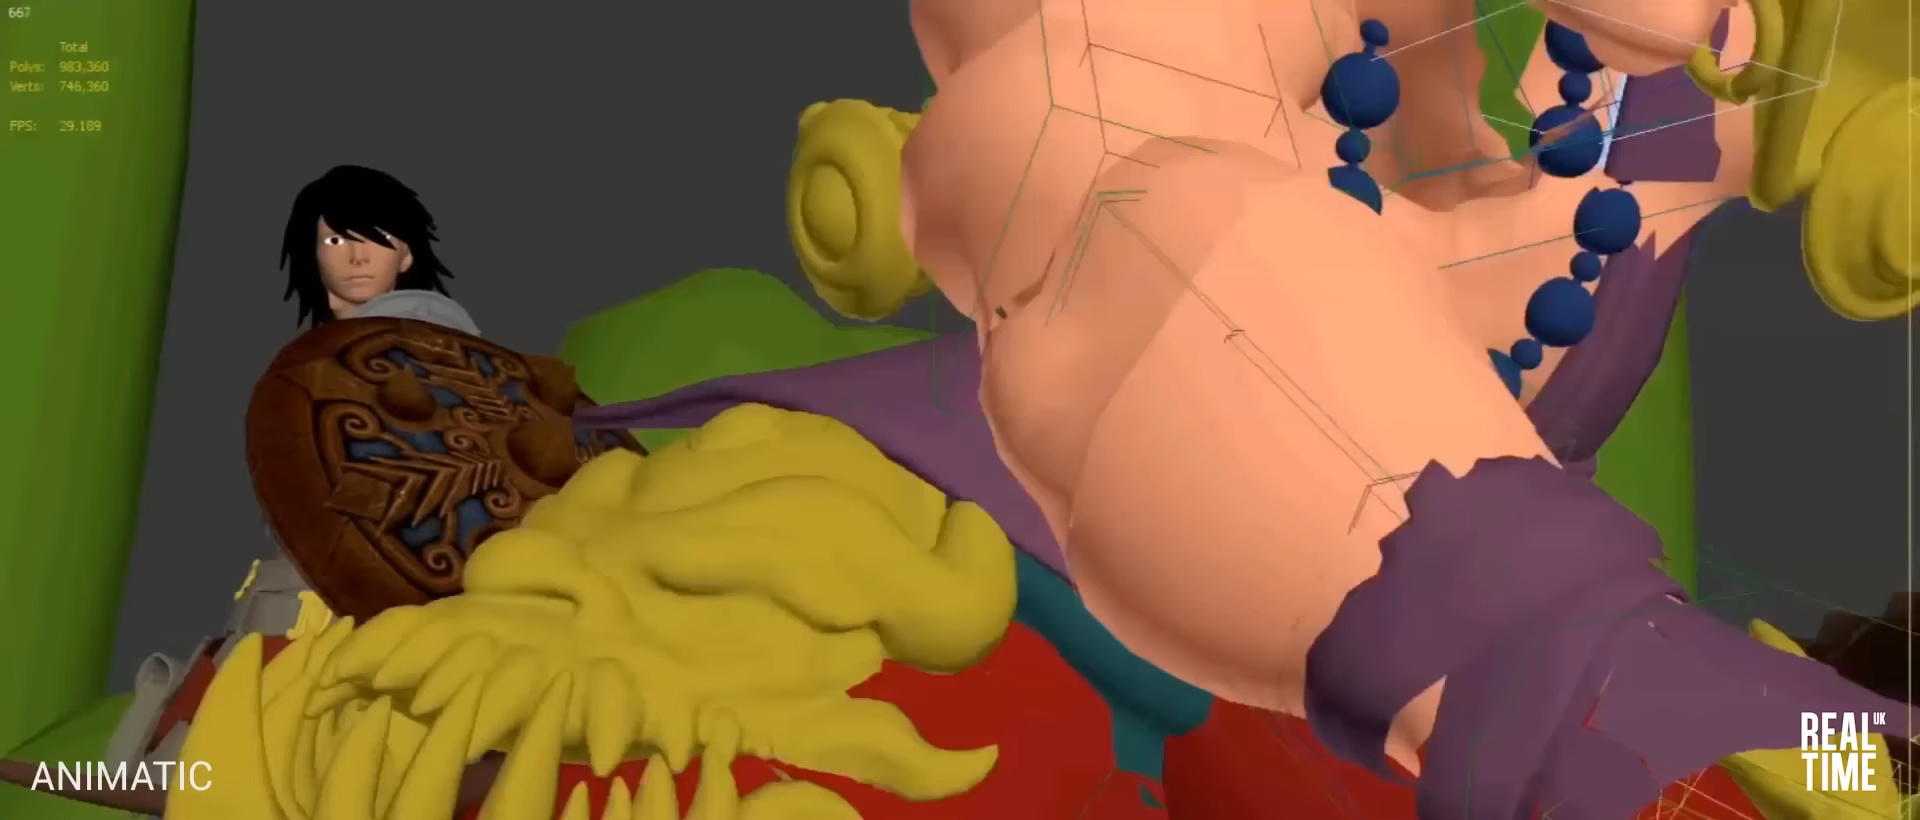 667
Total
Polys: 983,360
Verts: 746,360
FPS: 29.189
ANIMATIC
REAL UK
TIME